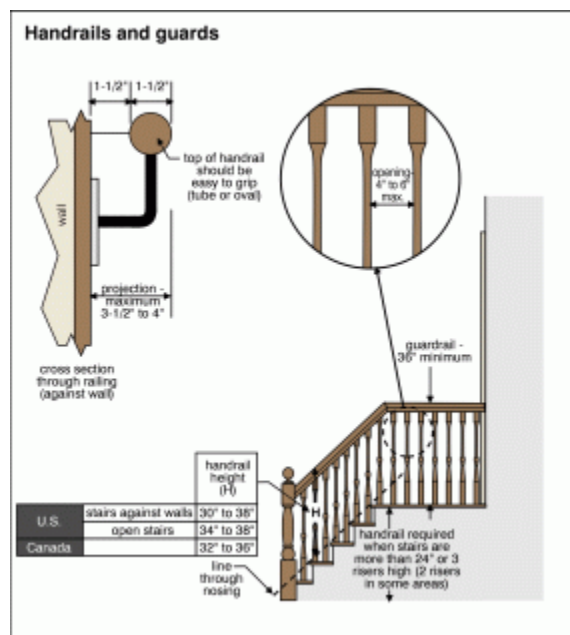 Handrails and guards
1-1/2" 1-1/2"
top of handrail
should be
easy to grip
(tube or oval)
wall
projection -
maximum
3-1/2" to 4"
cross section
through railing
(against wall)
opening-
4" to 6"
max.
guardrail -
36" minimum
handrail
height
(H)
U.S. stairs against walls 30" to 38"
open stairs 34" to 38"
Canada 32" to 36"
H
line
through
nosing
handrail required
when stairs are
more than 24" or 3
risers high (2 risers
in some areas)